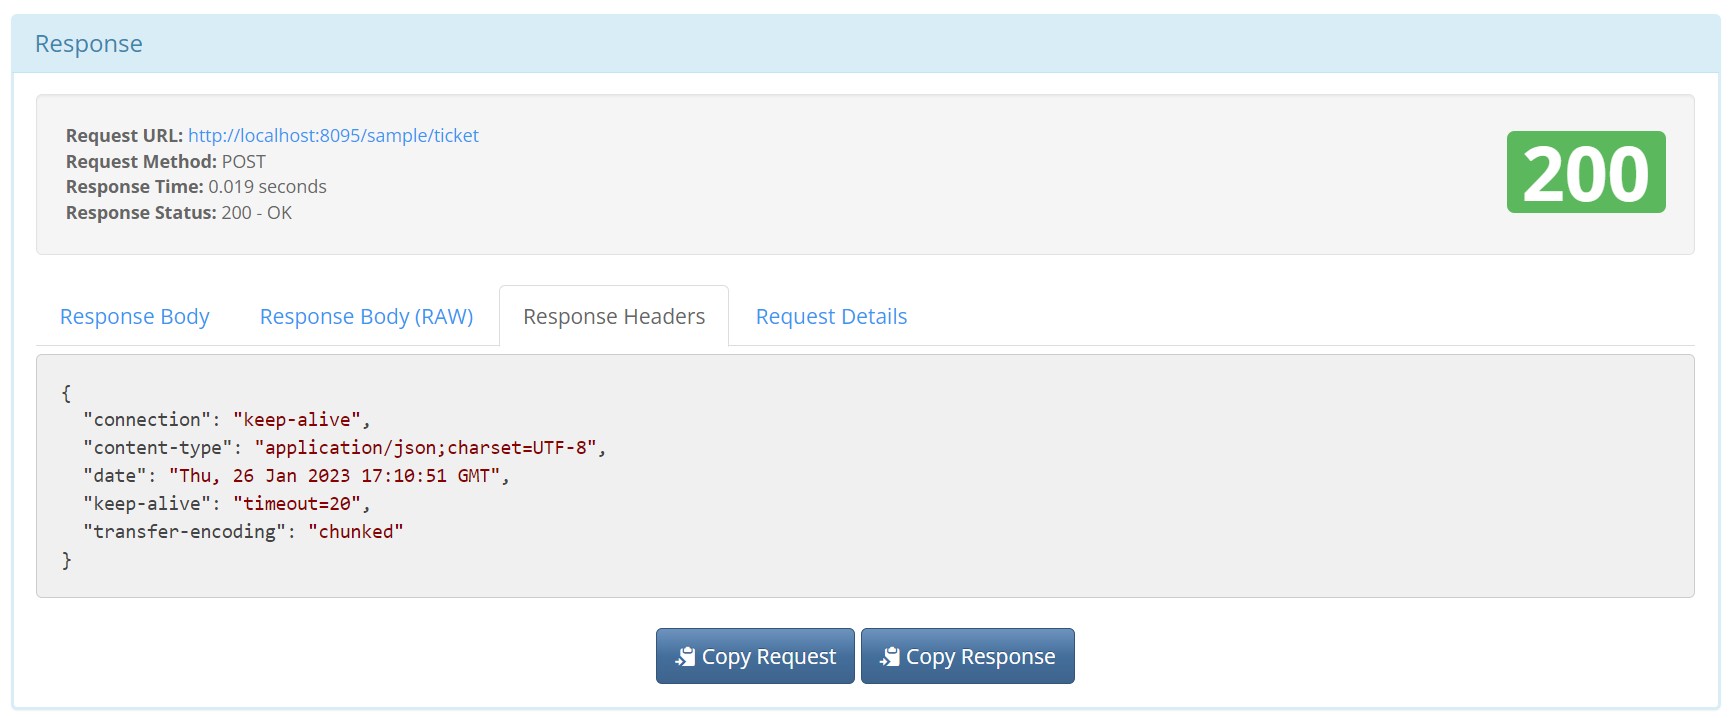 Response
Request URL: http://localhost:8095/sample/ticket
Request Method: POST
Response Time: 0.019 seconds
Response Status: 200 - OK
200
Response Body
Response Body (RAW)
Response Headers
Request Details
{
"connection": "keep-alive",
"content-type": "application/json;charset=UTF-8",
"date": "Thu, 26 Jan 2023 17:10:51 GMT",
"keep-alive": "timeout=20",
"transfer-encoding": "chunked"
}
Copy Request
Copy Response